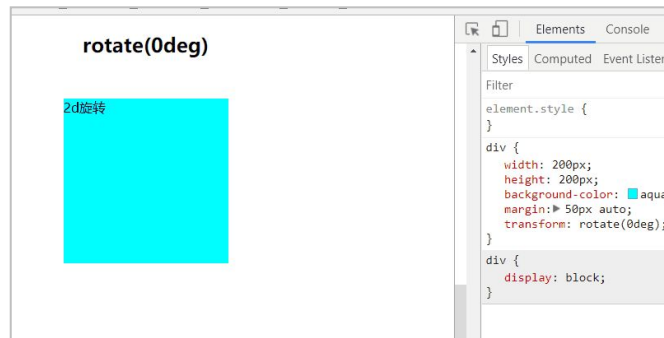 rotate(0deg)
2d旋转
Elements Console
Styles Computed Event Lister
Filter
element.style {
}
div {
width: 200px;
height: 200px;
background-color: aqua
margin: 50px auto;
transform: rotate(0deg);
}
div {
display: block;
}